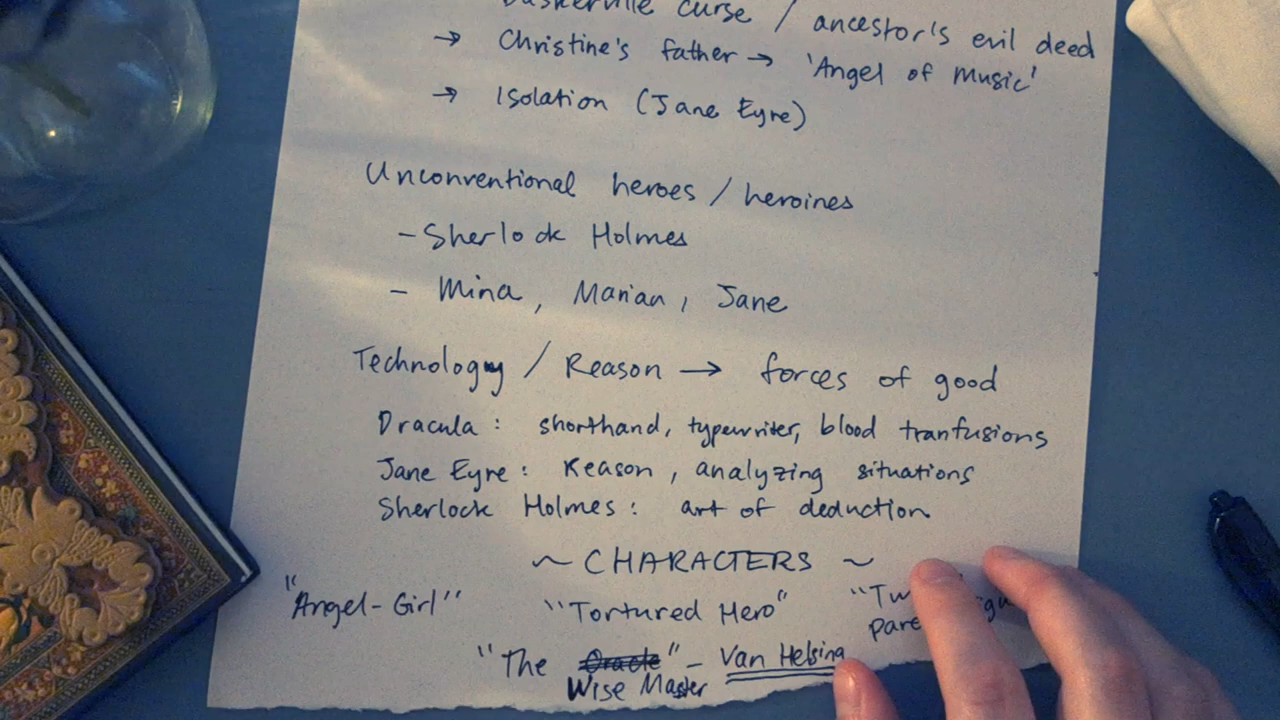 Baskerville curse / ancestor's evil deed
→ Christine's father → 'Angel of Music'
→ Isolation (Jane Eyre)
Unconventional heroes / heroines
- Sherlock Holmes
- Mina, Marian, Jane
Technology / Reason → forces of good
Dracula: shorthand, typewriter, blood tranfusions
Jane Eyre: Reason, analyzing situations
Sherlock Holmes: art of deduction
~ CHARACTERS ~
"Angel-Girl" "Tortured Hero"
"The Oracle" - Van Helsing
Wise Master